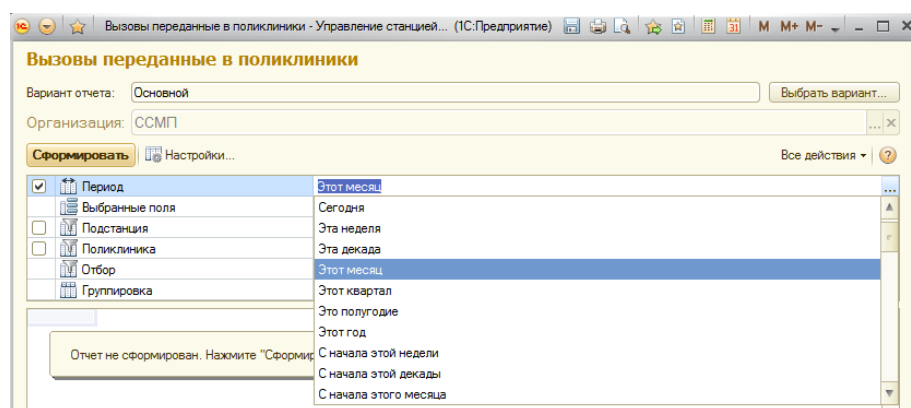 Вызовы переданные в поликлиники - Управление станцией... (1С:Предприятие) M M+ M-
Вызовы переданные в поликлиники
Вариант отчета: Основной Выбрать вариант...
Организация: ССМП ... ×
Сформировать Настройки... Все действия ?
Период Этот месяц ...
Выбранные поля Сегодня
Подстанция Эта неделя
Поликлиника Эта декада
Отбор Этот месяц
Группировка Этот квартал
Это полугодие
Этот год
Отчет не сформирован. Нажмите "Сформир С начала этой недели
С начала этой декады
С начала этого месяца